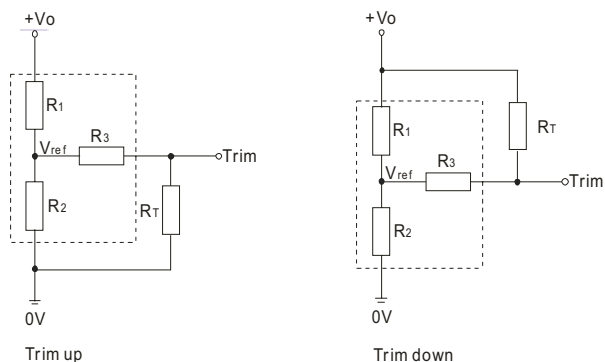 +Vo
R1
Vref
R3
Trim
R2
RT
0V
Trim up
+Vo
R1
RT
Vref
R3
Trim
R2
0V
Trim down